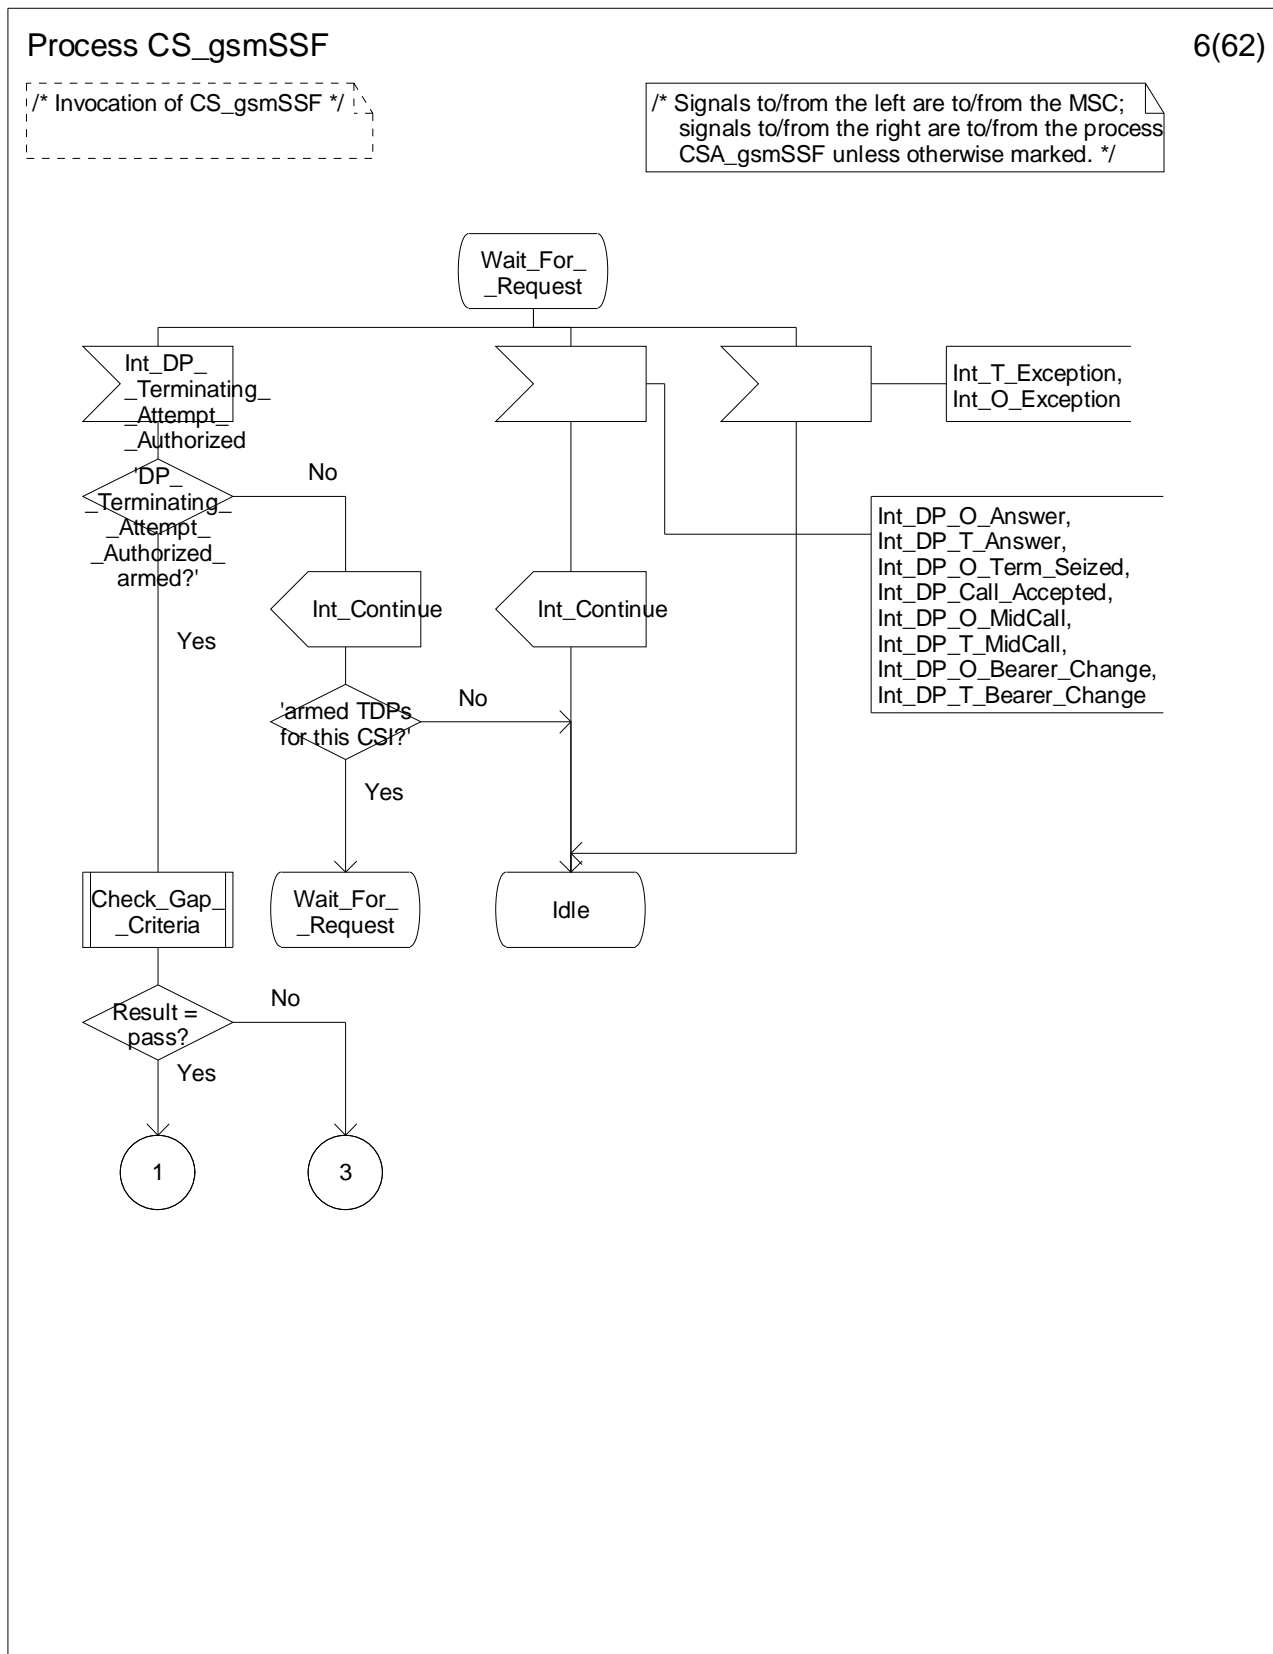 Process CS_gsmSSF
6(62)
/* Invocation of CS_gsmSSF */
/* Signals to/from the left are to/from the MSC;
signals to/from the right are to/from the process
CSA_gsmSSF unless otherwise marked. */
Wait_For_
_Request
Int_DP_
_Terminating_
_Attempt_
_Authorized
Int_T_Exception,
Int_O_Exception
'DP_
_Terminating_
_Attempt_
_Authorized_
armed?'
No
Yes
Int_Continue
Int_Continue
Int_DP_O_Answer,
Int_DP_T_Answer,
Int_DP_O_Term_Seized,
Int_DP_Call_Accepted,
Int_DP_O_MidCall,
Int_DP_T_MidCall,
Int_DP_O_Bearer_Change,
Int_DP_T_Bearer_Change
'armed TDPs
for this CSI?'
No
Yes
Check_Gap_
_Criteria
Wait_For_
_Request
Idle
Result =
pass?
No
Yes
1
3